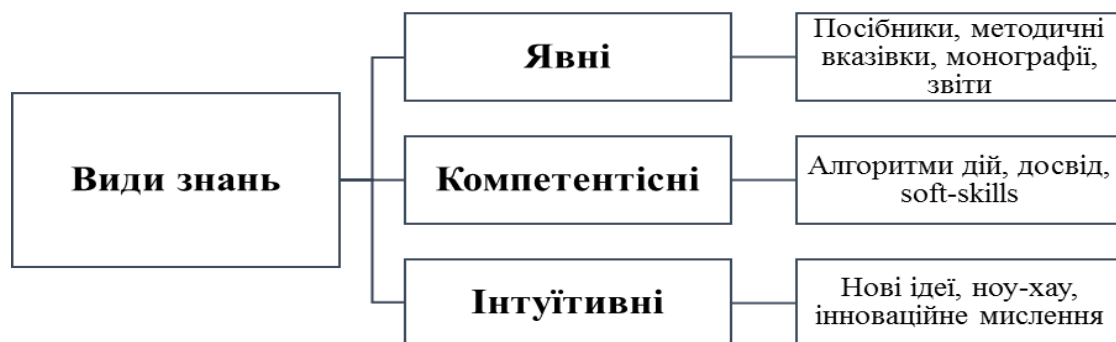 Види знань
Явні
Посібники, методичні
вказівки, монографії,
звіти
Компетентісні
Алгоритми дій, досвід,
soft-skills
Інтуїтивні
Нові ідеї, ноу-хау,
інноваційне мислення